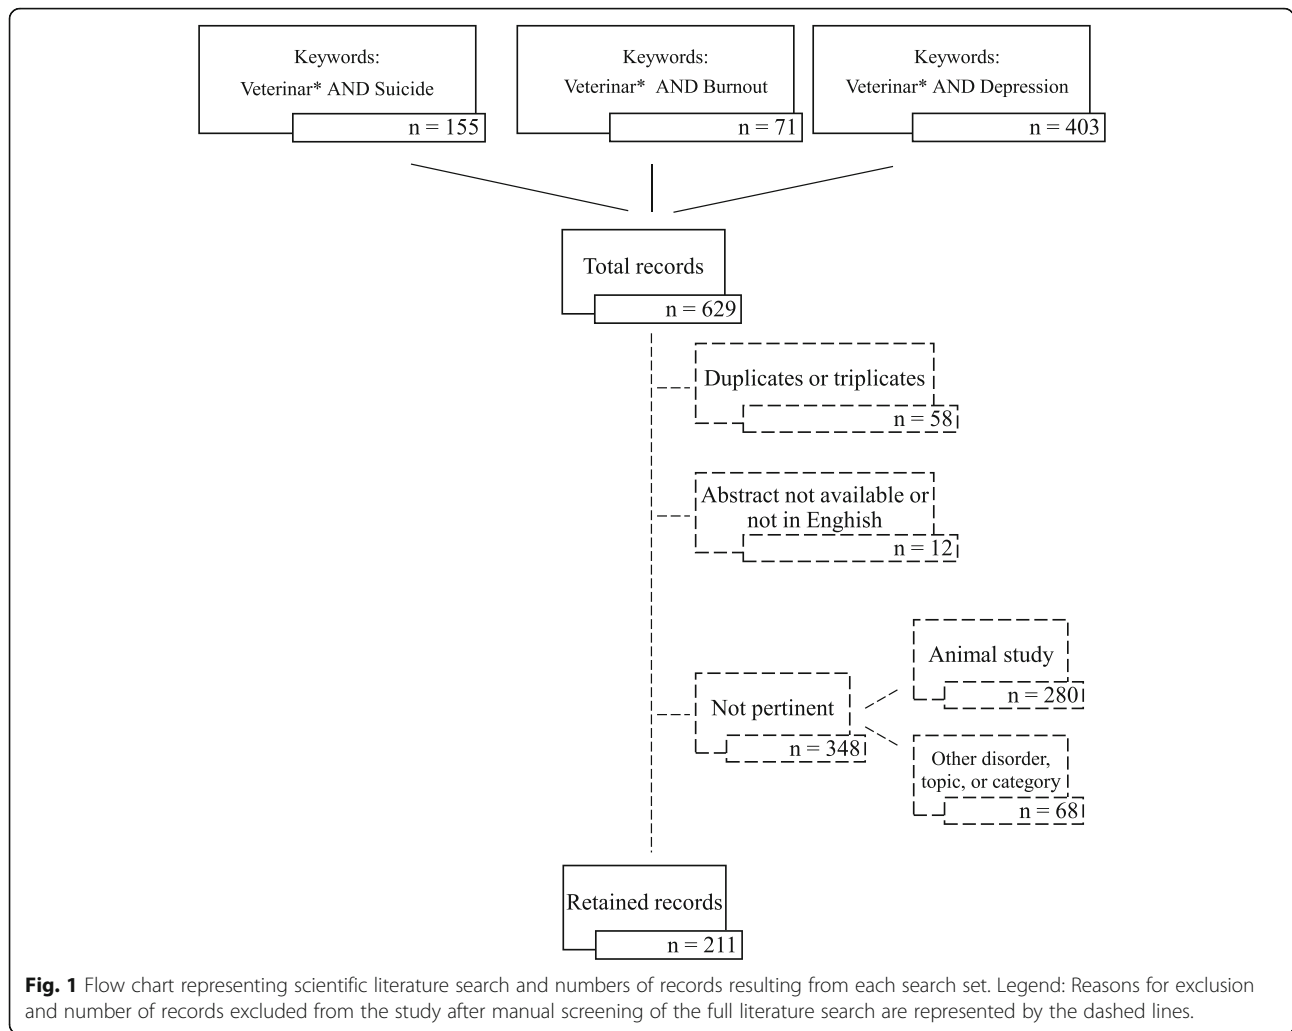 Keywords:
Veterinar* AND Suicide
n = 155
Keywords:
Veterinar* AND Burnout
n = 71
Keywords:
Veterinar* AND Depression
n = 403
Total records
n = 629
Duplicates or triplicates
n = 58
Abstract not available or
not in Enghish
n = 12
Animal study
n = 280
Not pertinent
n = 348
Other disorder,
topic, or category
n = 68
Retained records
n = 211
Fig. 1 Flow chart representing scientific literature search and numbers of records resulting from each search set. Legend: Reasons for exclusion
and number of records excluded from the study after manual screening of the full literature search are represented by the dashed lines.